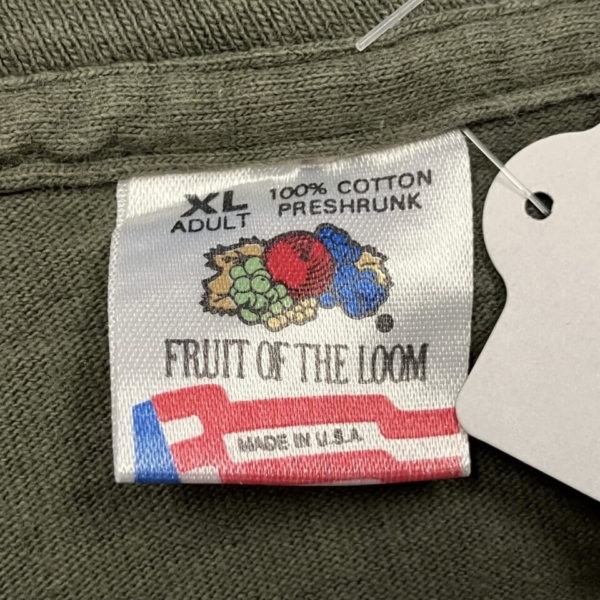 XL 100% COTTON
ADULT PRESHRUNK
®
FRUIT OF THE LOOM
MADE IN U.S.A.